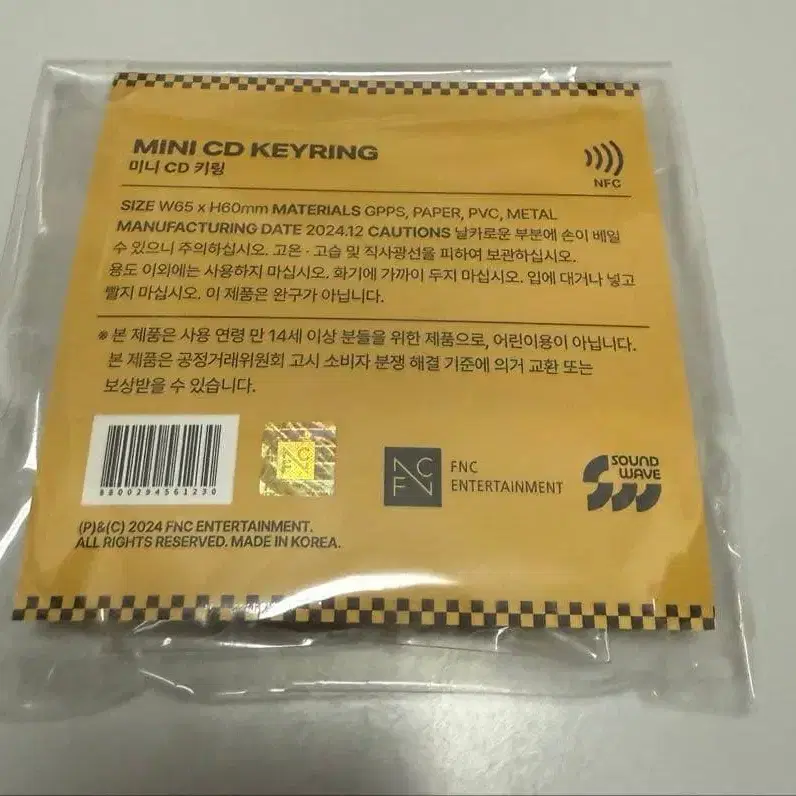 MINI CD KEYRING
미니 CD 키링
NFC
SIZE W65 x H60mm MATERIALS GPPS, PAPER, PVC, METAL
MANUFACTURING DATE 2024.12 CAUTIONS 날카로운 부분에 손이 베일
수 있으니 주의하십시오. 고온 · 고습 및 직사광선을 피하여 보관하십시오.
용도 이외에는 사용하지 마십시오. 화기에 가까이 두지 마십시오. 입에 대거나 넣고
빨지 마십시오. 이 제품은 완구가 아닙니다.
※ 본 제품은 사용 연령 만 14세 이상 분들을 위한 제품으로, 어린이용이 아닙니다.
본 제품은 공정거래위원회 고시 소비자 분쟁 해결 기준에 의거 교환 또는
보상받을 수 있습니다.
8800294561230
NC
FN
NC
FN
FNC
ENTERTAINMENT
SOUND
WAVE
(P)&(C) 2024 FNC ENTERTAINMENT.
ALL RIGHTS RESERVED. MADE IN KOREA.